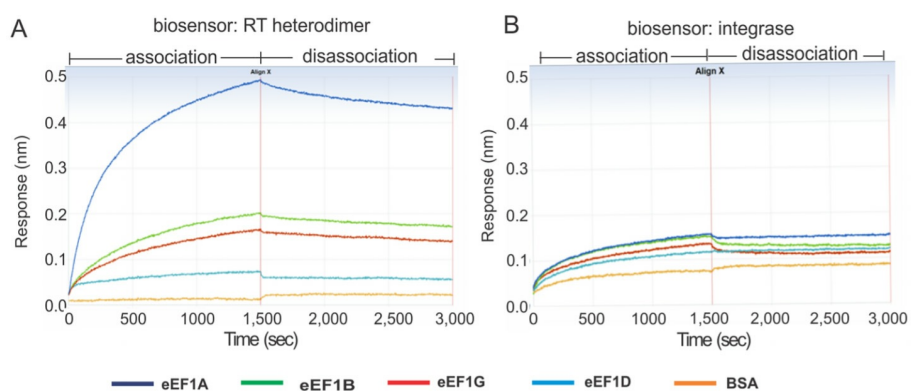 A
biosensor: RT heterodimer
association
disassociation
Align X
0.5
0.4
0.3
0.2
0.1
0.0
Response (nm)
0
500
1000
1,500
2,000
2,500
3,000
Time (sec)
B
biosensor: integrase
association
disassociation
Align X
0.5
0.4
0.3
0.2
0.1
0.0
Response (nm)
0
500
1000
1,500
2,000
2,500
3,000
Time (sec)
eEF1A
eEF1B
eEF1G
eEF1D
BSA